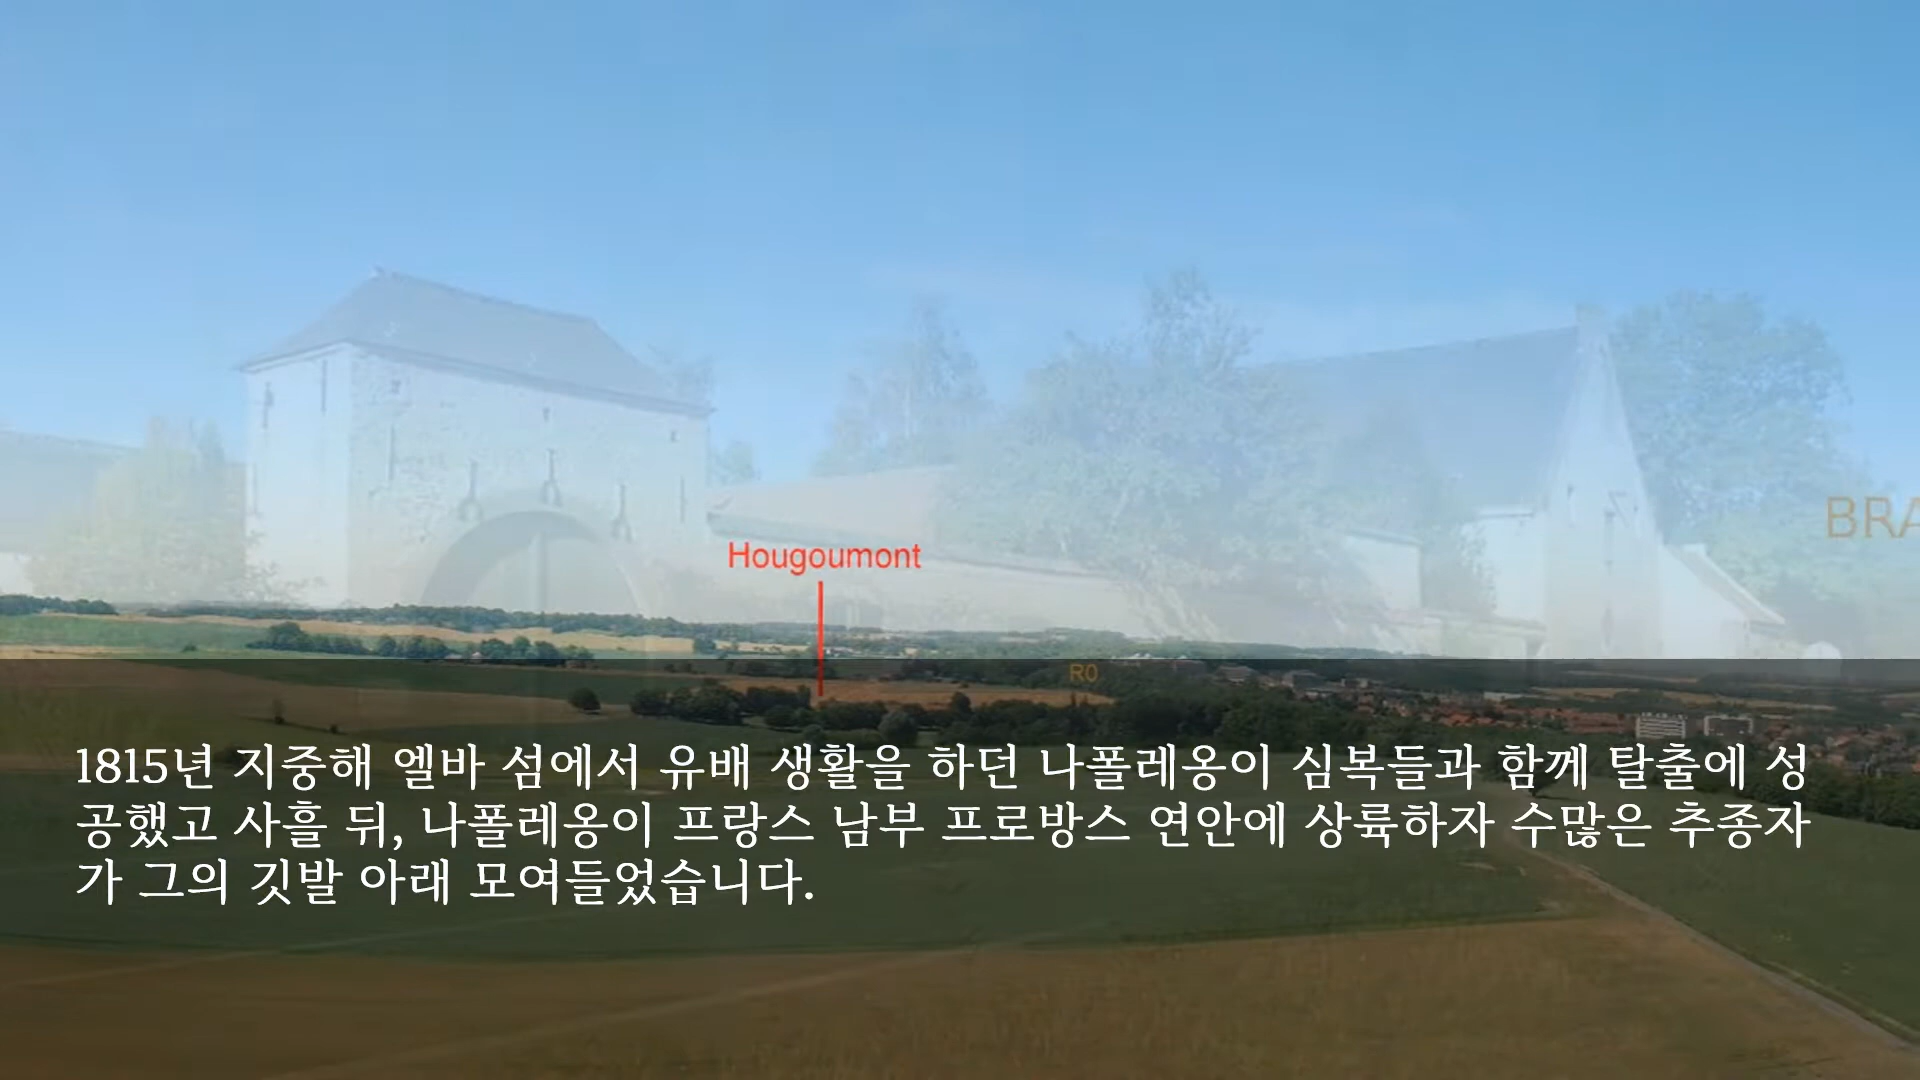 BRA
Hougoumont
R0
1815년 지중해 엘바 섬에서 유배 생활을 하던 나폴레옹이 심복들과 함께 탈출에 성
공했고 사흘 뒤, 나폴레옹이 프랑스 남부 프로방스 연안에 상륙하자 수많은 추종자
가 그의 깃발 아래 모여들었습니다.